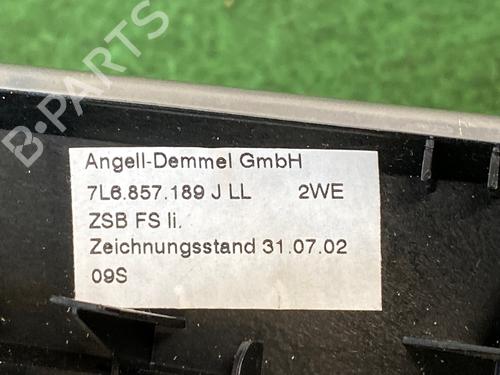 B-PARTS
Angell-Demmel GmbH
7L6.857.189 J LL 2WE
ZSB FS li.
Zeichnungsstand 31.07.02
09S